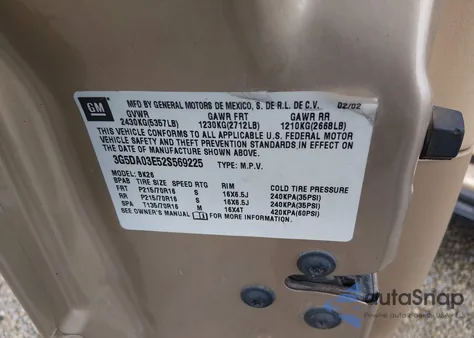 GM
MFD BY GENERAL MOTORS DE MEXICO, S. DE R.L. DE C.V. 02/02
GVWR GAWR FRT GAWR RR
2430KG(5357LB) 1230KG(2712LB) 1210KG(2668LB)
THIS VEHICLE CONFORMS TO ALL APPLICABLE U.S. FEDERAL MOTOR
VEHICLE SAFETY AND THEFT PREVENTION STANDARDS IN EFFECT ON
THE DATE OF MANUFACTURE SHOWN ABOVE.
3G5DA03E52S569225 TYPE: M.P.V.
MODEL: BK26
BPAB TIRE SIZE SPEED RTG RIM COLD TIRE PRESSURE
FRT P215/70R16 S 16X6.5J 240KPA(35PSI)
RR P215/70R16 S 16X6.5J 240KPA(35PSI)
SPA T135/70R16 M 16X4T 420KPA(60PSI)
SEE OWNER'S MANUAL FOR MORE INFORMATION.
autoSnap